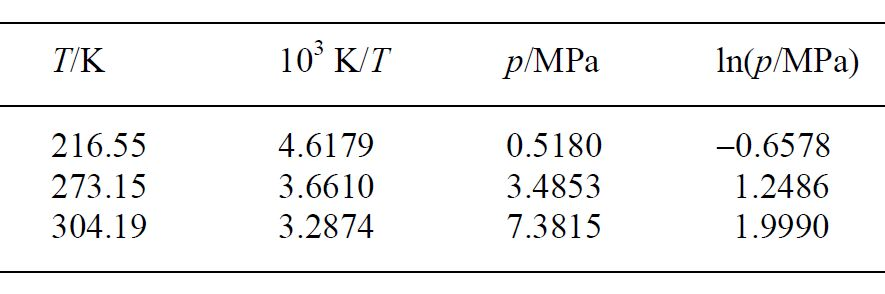 T/K 10³ K/T p/MPa ln(p/MPa)
216.55 4.6179 0.5180 −0.6578
273.15 3.6610 3.4853 1.2486
304.19 3.2874 7.3815 1.9990